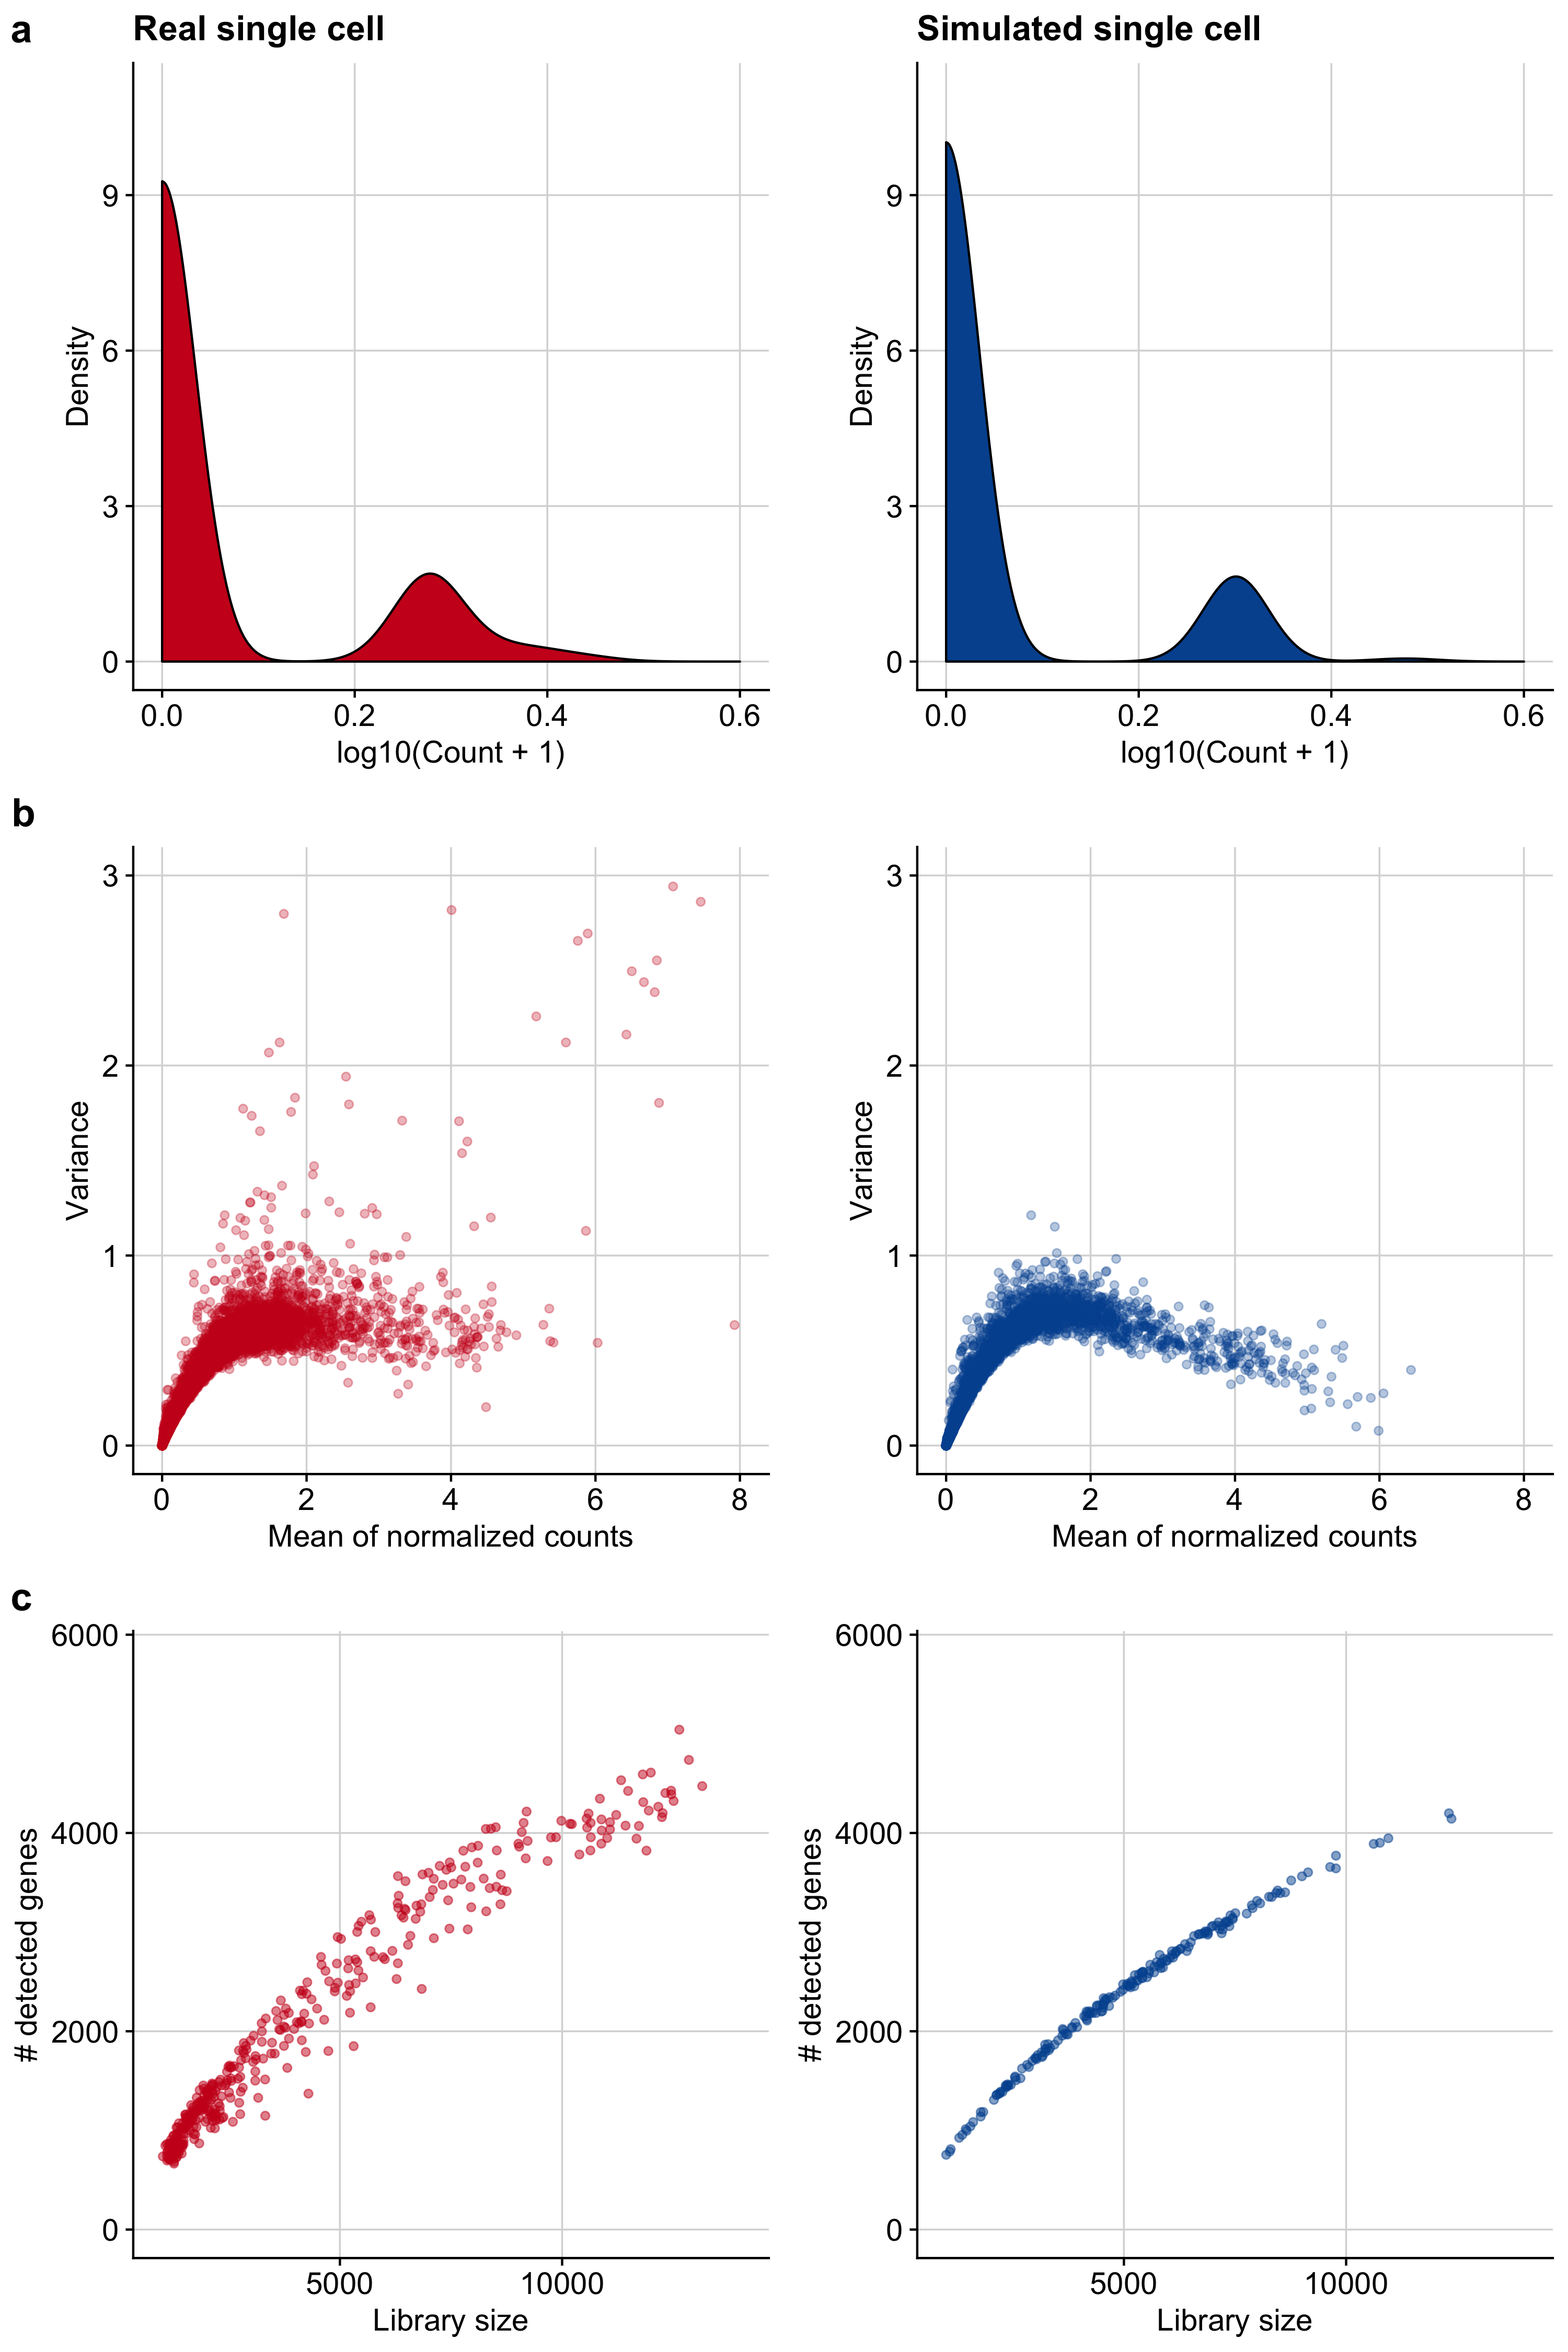 a
Real single cell
Simulated single cell
9
6
3
0
Density
0.0 0.2 0.4 0.6
log10(Count + 1)
9
6
3
0
Density
0.0 0.2 0.4 0.6
log10(Count + 1)
b
3
2
1
0
Variance
0 2 4 6 8
Mean of normalized counts
3
2
1
0
Variance
0 2 4 6 8
Mean of normalized counts
c
6000
4000
2000
0
# detected genes
5000 10000
Library size
6000
4000
2000
0
# detected genes
5000 10000
Library size